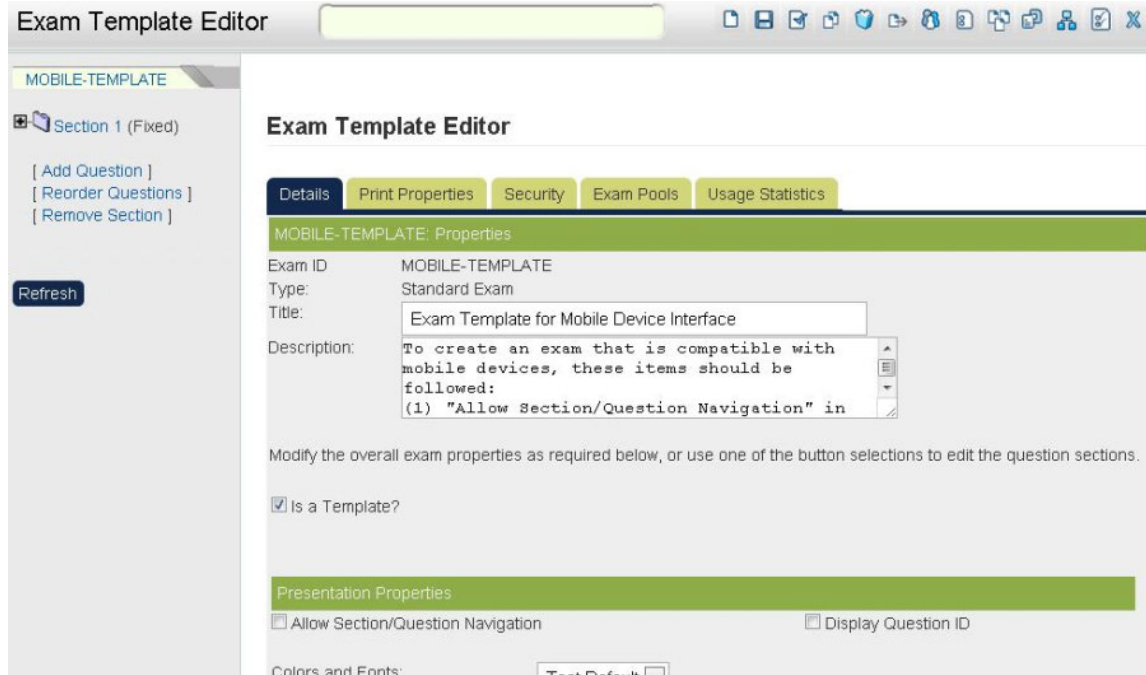 Exam Template Editor
MOBILE-TEMPLATE
Section 1 (Fixed)
[ Add Question ]
[ Reorder Questions ]
[ Remove Section ]
Refresh
Exam Template Editor
Details Print Properties Security Exam Pools Usage Statistics
MOBILE-TEMPLATE: Properties
Exam ID MOBILE-TEMPLATE
Type: Standard Exam
Title: Exam Template for Mobile Device Interface
Description: To create an exam that is compatible with
mobile devices, these items should be
followed:
(1) "Allow Section/Question Navigation" in
Modify the overall exam properties as required below, or use one of the button selections to edit the question sections.
Is a Template?
Presentation Properties
Allow Section/Question Navigation Display Question ID
Colors and Fonts: Test Default